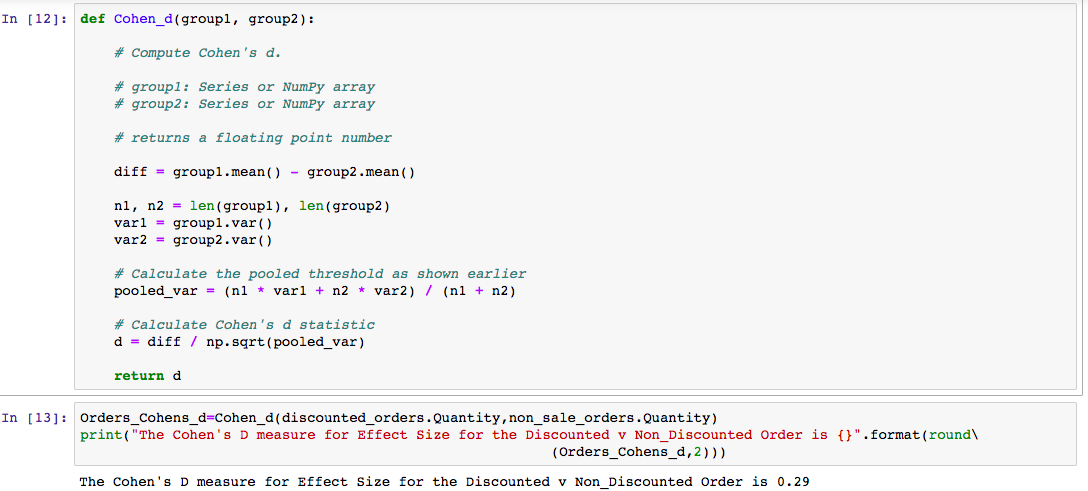 In [12]: def Cohen_d(group1, group2):
# Compute Cohen's d.
# group1: Series or NumPy array
# group2: Series or NumPy array
# returns a floating point number
diff = group1.mean() - group2.mean()
n1, n2 = len(group1), len(group2)
var1 = group1.var()
var2 = group2.var()
# Calculate the pooled threshold as shown earlier
pooled_var = (n1 * var1 + n2 * var2) / (n1 + n2)
# Calculate Cohen's d statistic
d = diff / np.sqrt(pooled_var)
return d
In [13]: Orders_Cohens_d=Cohen_d(discounted_orders.Quantity,non_sale_orders.Quantity)
print("The Cohen's D measure for Effect Size for the Discounted v Non_Discounted Order is {}".format(round\
(Orders_Cohens_d,2)))
The Cohen's D measure for Effect Size for the Discounted v Non_Discounted Order is 0.29